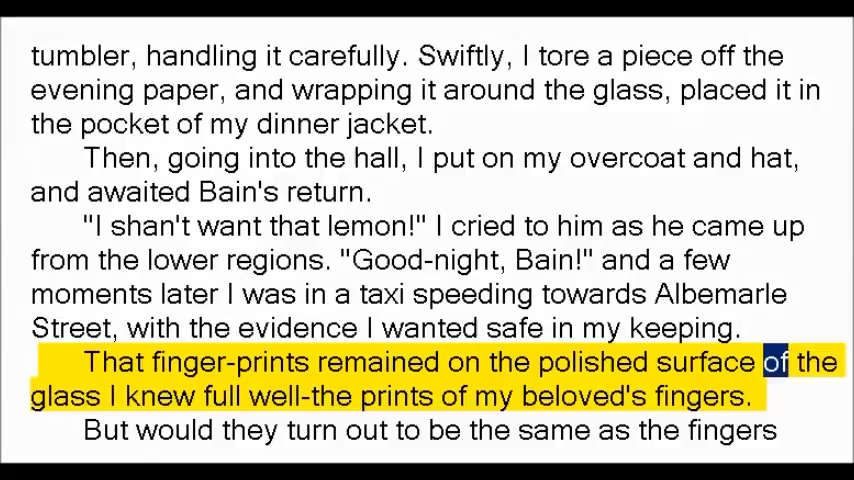 tumbler, handling it carefully. Swiftly, I tore a piece off the
evening paper, and wrapping it around the glass, placed it in
the pocket of my dinner jacket.
Then, going into the hall, I put on my overcoat and hat,
and awaited Bain's return.
"I shan't want that lemon!" I cried to him as he came up
from the lower regions. "Good-night, Bain!" and a few
moments later I was in a taxi speeding towards Albemarle
Street, with the evidence I wanted safe in my keeping.
That finger-prints remained on the polished surface of the
glass I knew full well-the prints of my beloved's fingers.
But would they turn out to be the same as the fingers